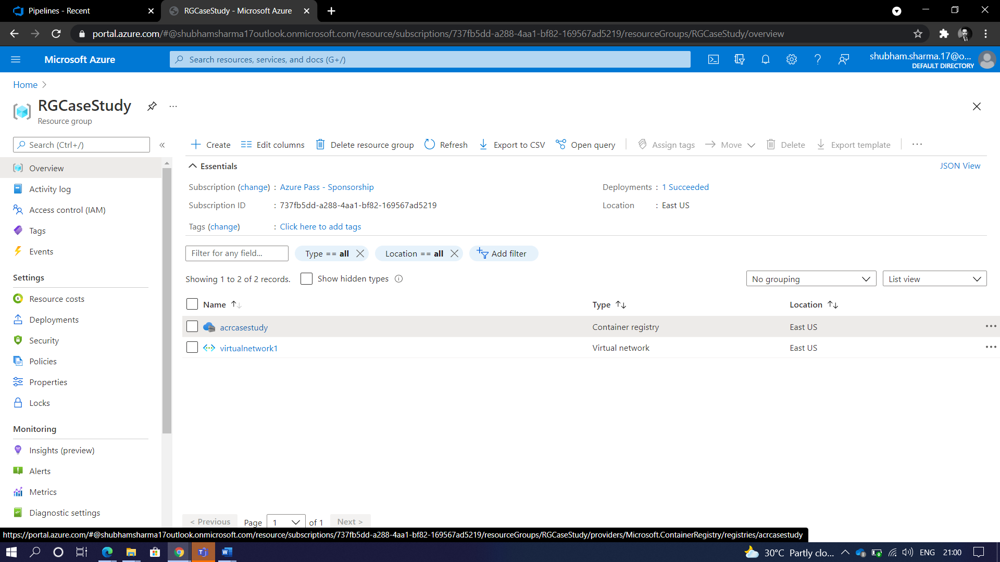 Pipelines - Recent
RGCaseStudy - Microsoft Azure
portal.azure.com/#@shubhamsharma17outlook.onmicrosoft.com/resource/subscriptions/737fb5dd-a288-4aa1-bf82-169567ad5219/resourceGroups/RGCaseStudy/overview
Microsoft Azure
Search resources, services, and docs (G+/)
shubham.sharma.17@o...
DEFAULT DIRECTORY
Home
RGCaseStudy
Resource group
Search (Ctrl+/)
Create
Edit columns
Delete resource group
Refresh
Export to CSV
Open query
Assign tags
Move
Delete
Export template
Overview
Activity log
Access control (IAM)
Tags
Events
Settings
Resource costs
Deployments
Security
Policies
Properties
Locks
Monitoring
Insights (preview)
Alerts
Metrics
Diagnostic settings
Essentials
JSON View
Subscription (change) : Azure Pass - Sponsorship
Deployments : 1 Succeeded
Subscription ID : 737fb5dd-a288-4aa1-bf82-169567ad5219
Location : East US
Tags (change) : Click here to add tags
Filter for any field...
Type == all
Location == all
Add filter
Showing 1 to 2 of 2 records.
Show hidden types
No grouping
List view
Name Type Location
acrcasestudy Container registry East US
virtualnetwork1 Virtual network East US
< Previous Page 1 of 1 Next >
https://portal.azure.com/#@shubhamsharma17outlook.onmicrosoft.com/resource/subscriptions/737fb5dd-a288-4aa1-bf82-169567ad5219/resourceGroups/RGCaseStudy/providers/Microsoft.ContainerRegistry/registries/acrcasestudy
30°C Partly clo... ENG 21:00